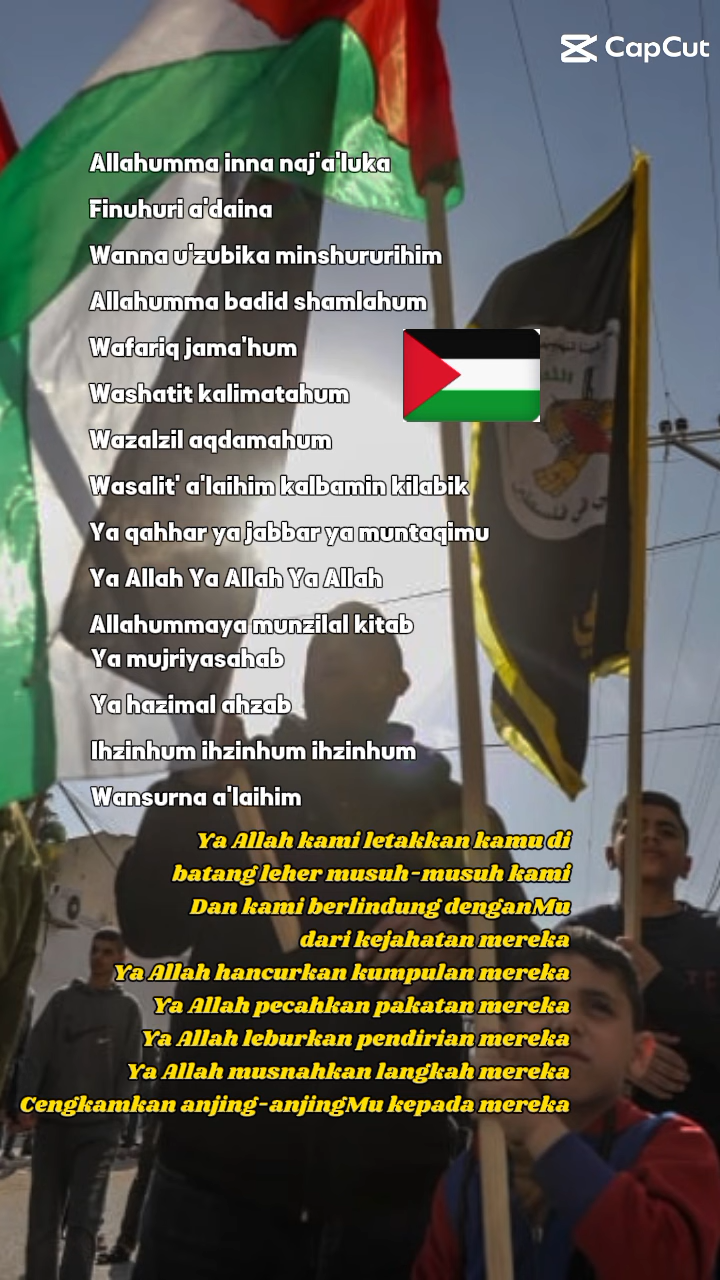 CapCut
Allahumma inna naj'a'luka
Finuhuri a'daina
Wanna u'zubika minshururihim
Allahumma badid shamlahum
Wafariq jama'hum
Washatit kalimatahum
Wazalzil aqdamahum
Wasalit' a'laihim kalbamin kilabik
Ya qahhar ya jabbar ya muntaqimu
Ya Allah Ya Allah Ya Allah
Allahummaya munzilal kitab
Ya mujriyasahab
Ya hazimal ahzab
Ihzinhum ihzinhum ihzinhum
Wansurna a'laihim
Ya Allah kami letakkan kamu di
batang leher musuh-musuh kami
Dan kami berlindung denganMu
dari kejahatan mereka
Ya Allah hancurkan kumpulan mereka
Ya Allah pecahkan pakatan mereka
Ya Allah leburkan pendirian mereka
Ya Allah musnahkan langkah mereka
Cengkamkan anjing-anjingMu kepada mereka